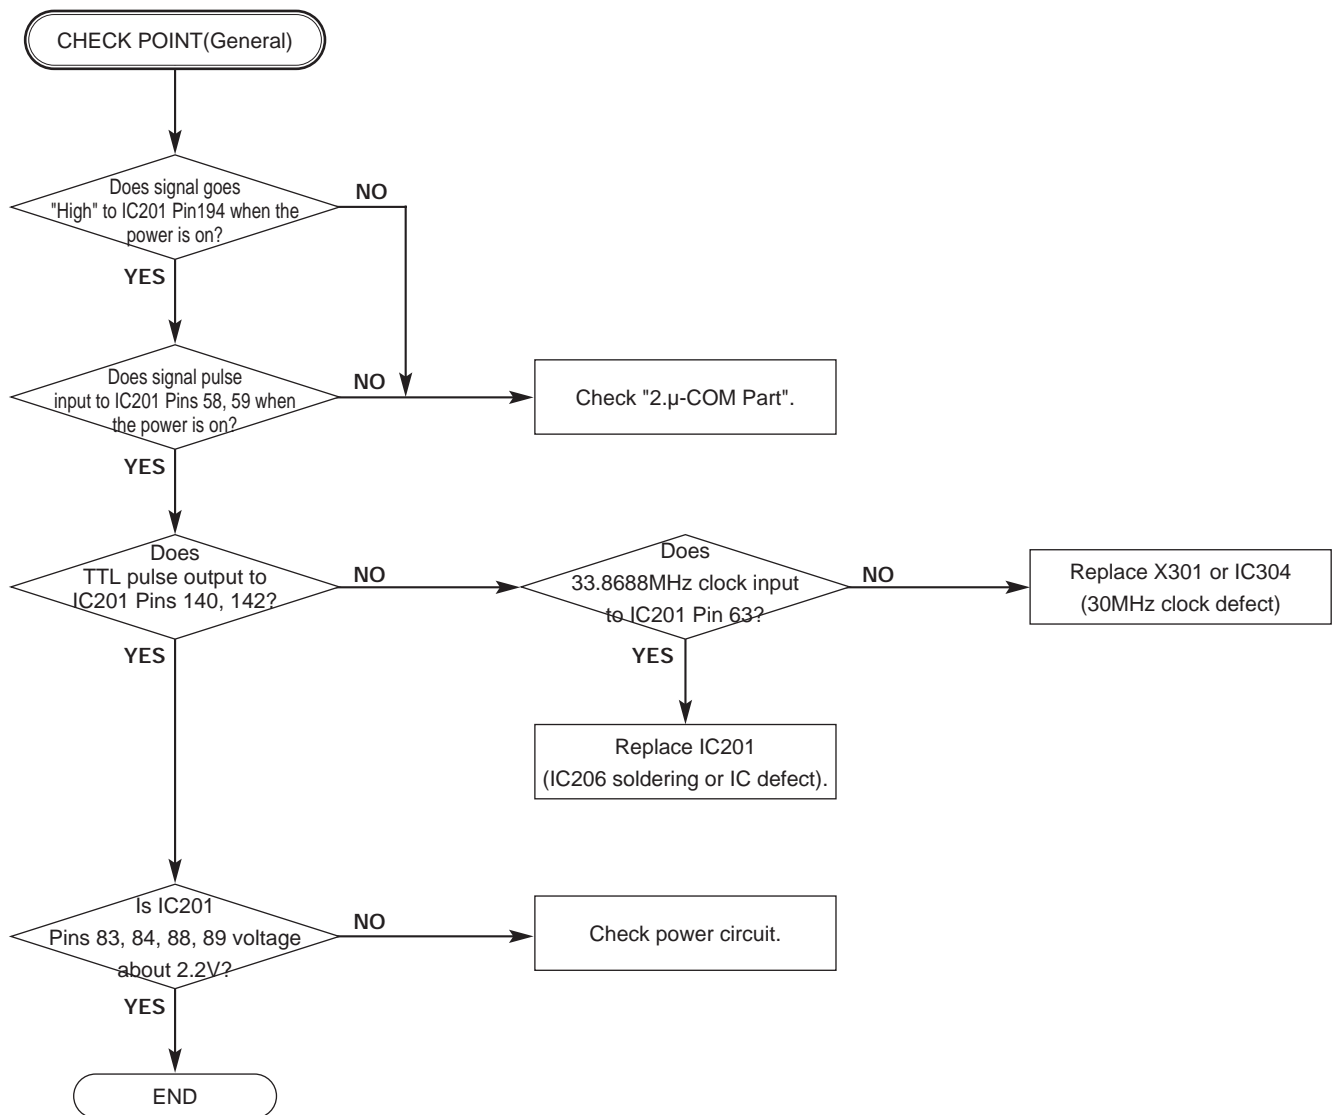 CHECK POINT(General)
Does signal goes
"High" to IC201 Pin194 when the
power is on?
NO
YES
Does signal pulse
input to IC201 Pins 58, 59 when
the power is on?
NO
Check "2.µ-COM Part".
YES
Does
TTL pulse output to
IC201 Pins 140, 142?
NO
Does
33.8688MHz clock input
to IC201 Pin 63?
NO
Replace X301 or IC304
(30MHz clock defect)
YES
YES
Replace IC201
(IC206 soldering or IC defect).
Is IC201
Pins 83, 84, 88, 89 voltage
about 2.2V?
NO
Check power circuit.
YES
END